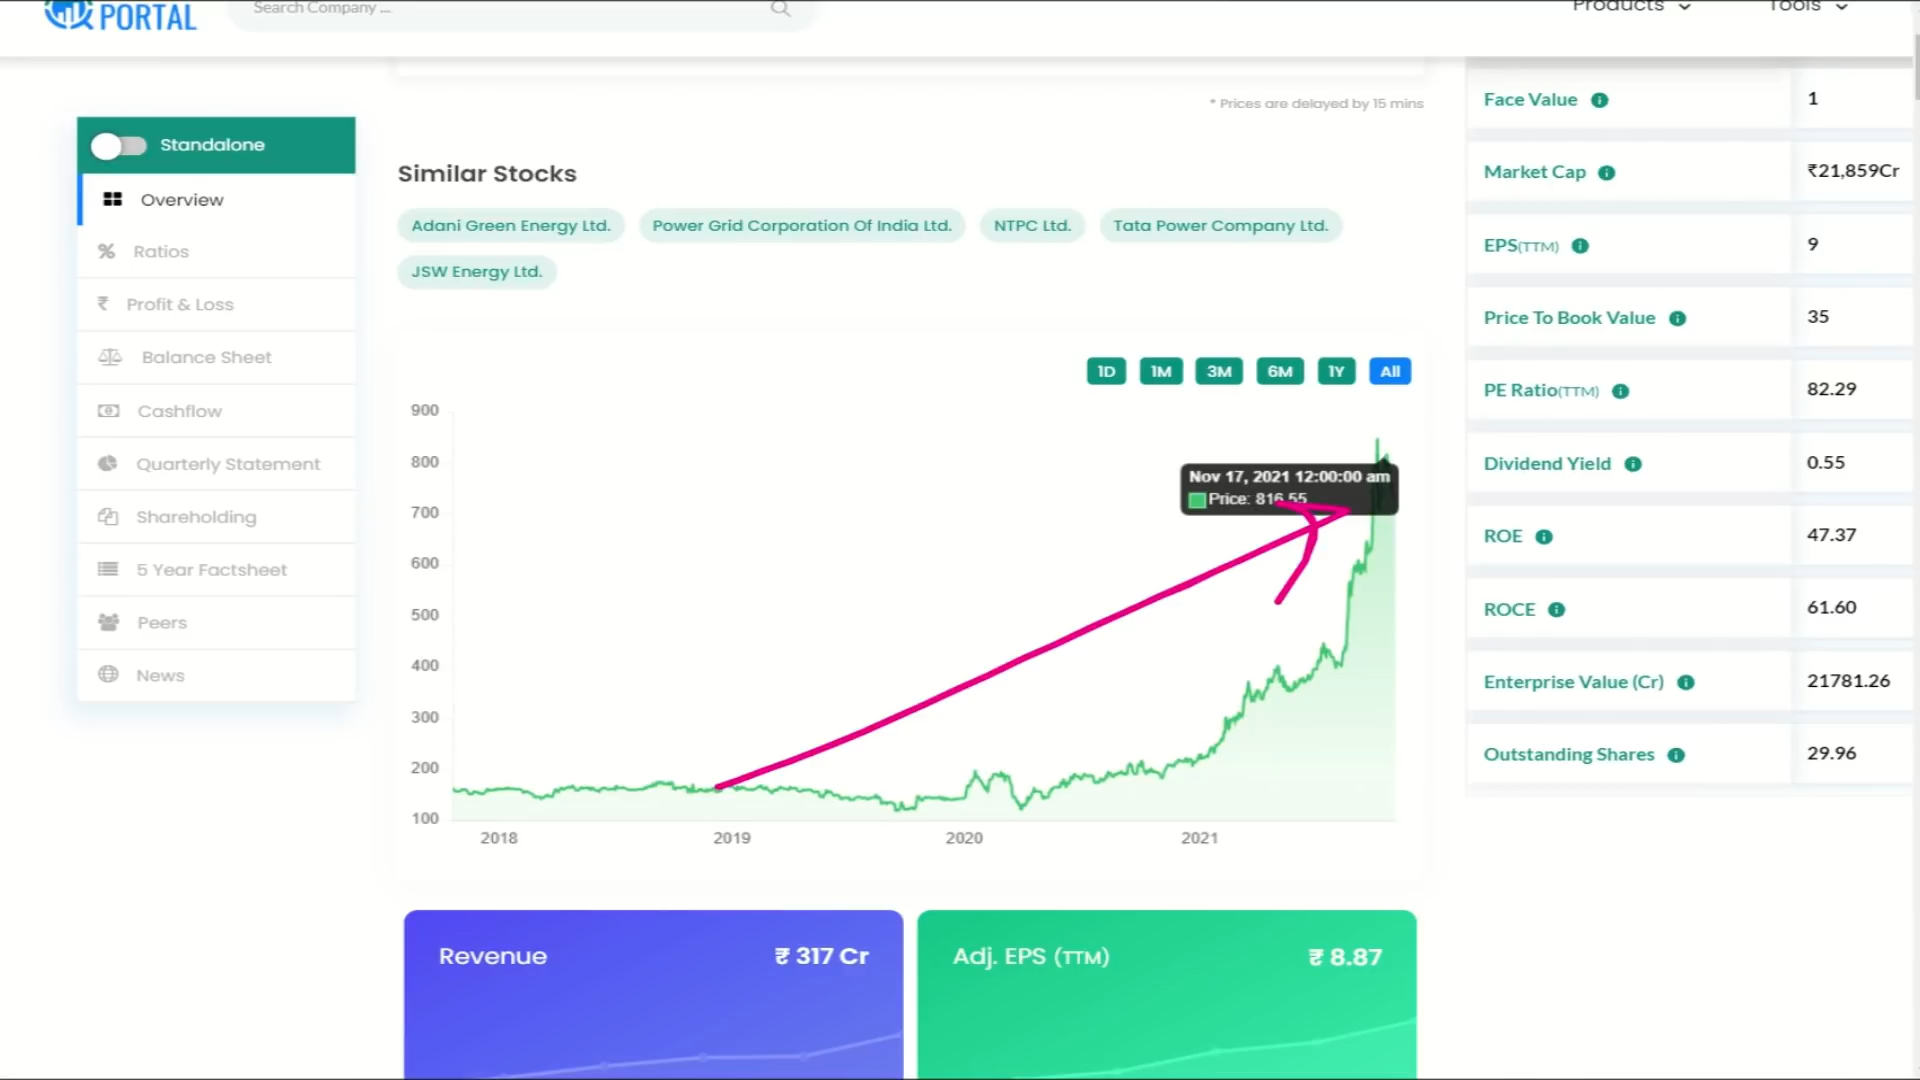 PORTAL
Search Company ...
Products
Tools
* Prices are delayed by 15 mins
Standalone
Overview
Ratios
Profit & Loss
Balance Sheet
Cashflow
Quarterly Statement
Shareholding
5 Year Factsheet
Peers
News
Similar Stocks
Adani Green Energy Ltd.
Power Grid Corporation Of India Ltd.
NTPC Ltd.
Tata Power Company Ltd.
JSW Energy Ltd.
1D 1M 3M 6M 1Y All
900
800
700
600
500
400
300
200
100
Nov 17, 2021 12:00:00 am
Price: 816.55
2018 2019 2020 2021
Revenue ₹ 317 Cr
Adj. EPS (TTM) ₹ 8.87
Face Value 1
Market Cap ₹21,859Cr
EPS(TTM) 9
Price To Book Value 35
PE Ratio(TTM) 82.29
Dividend Yield 0.55
ROE 47.37
ROCE 61.60
Enterprise Value (Cr) 21781.26
Outstanding Shares 29.96